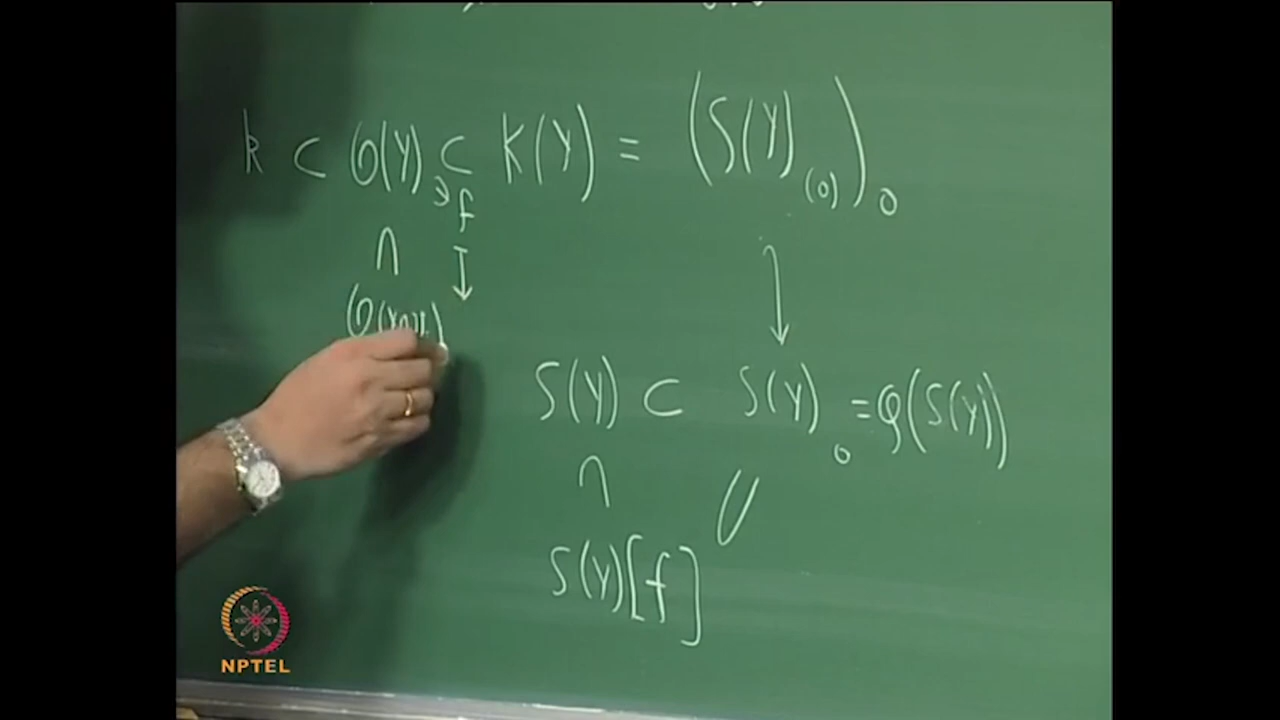 k ⊂ O(Y) ⊂ K(Y) = (S(Y)(0))0
∋ f
∩ ↓ ↓
O(Y∩U
S(Y) ⊂ S(Y)0 = Q(S(Y))
∩ ∪
S(Y)[f]
NPTEL